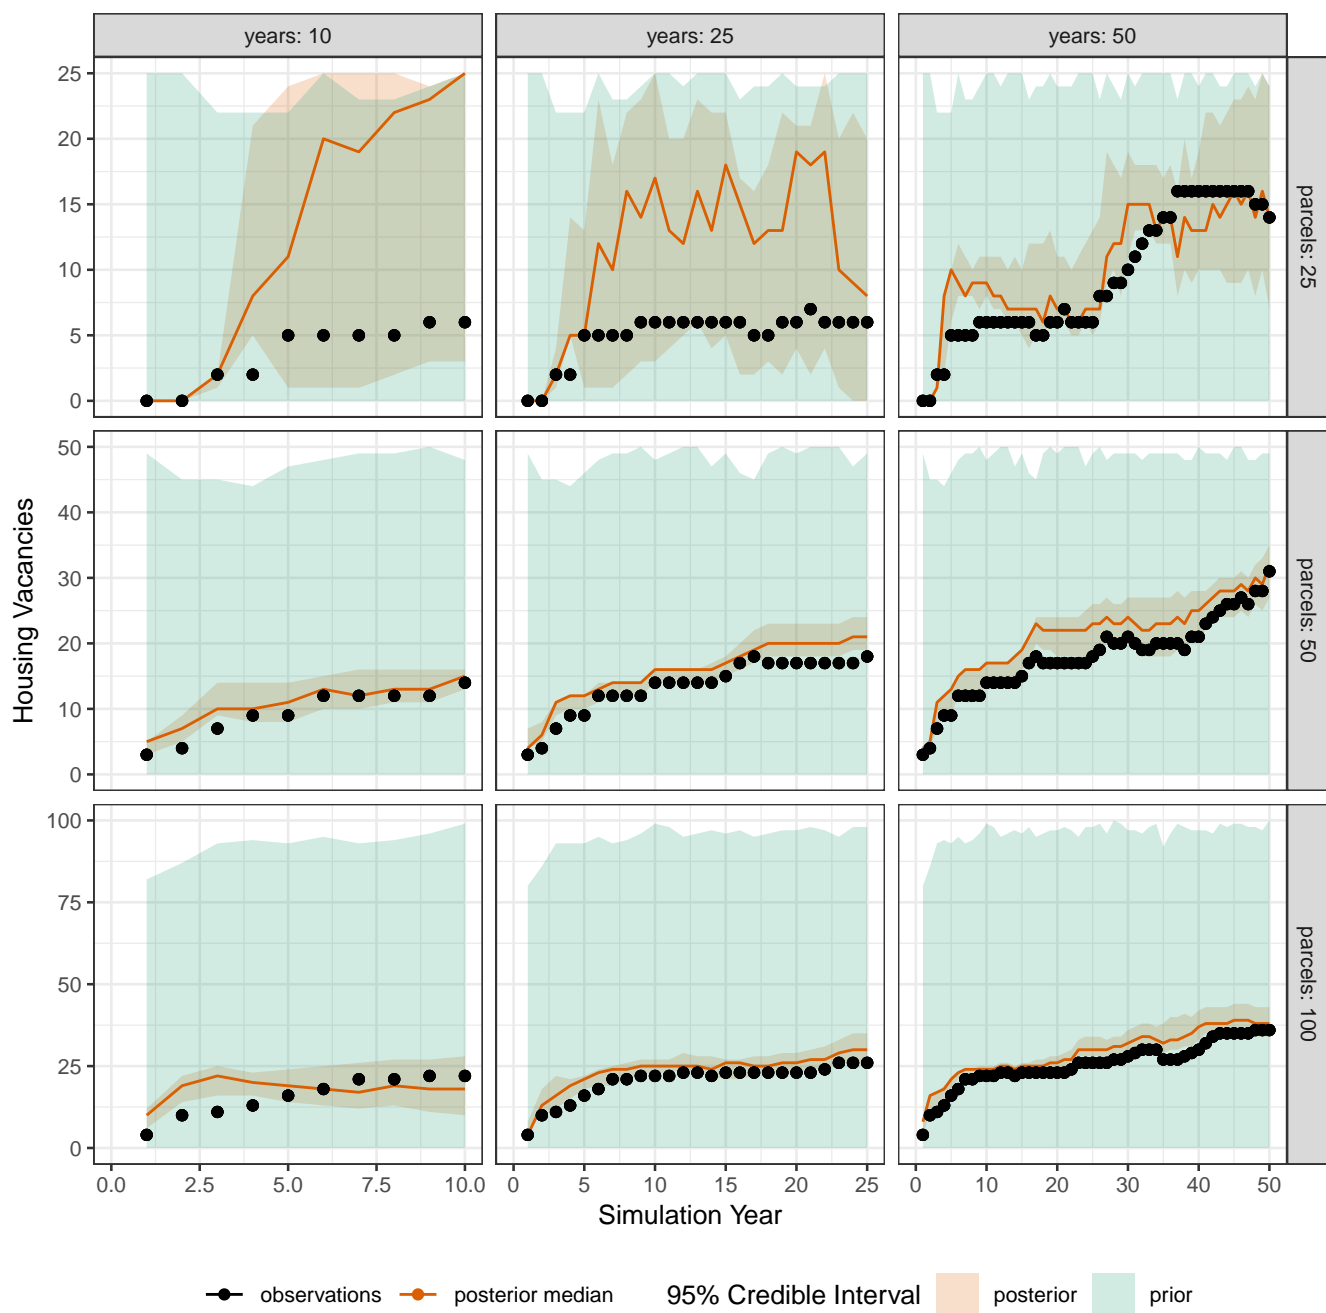 years: 10
years: 25
years: 50
25
20
15
10
5
0
parcels: 25
50
40
30
20
10
0
parcels: 50
100
75
50
25
0
parcels: 100
Housing Vacancies
0.0 2.5 5.0 7.5 10.0
0 5 10 15 20 25
0 10 20 30 40 50
Simulation Year
observations posterior median 95% Credible Interval posterior prior